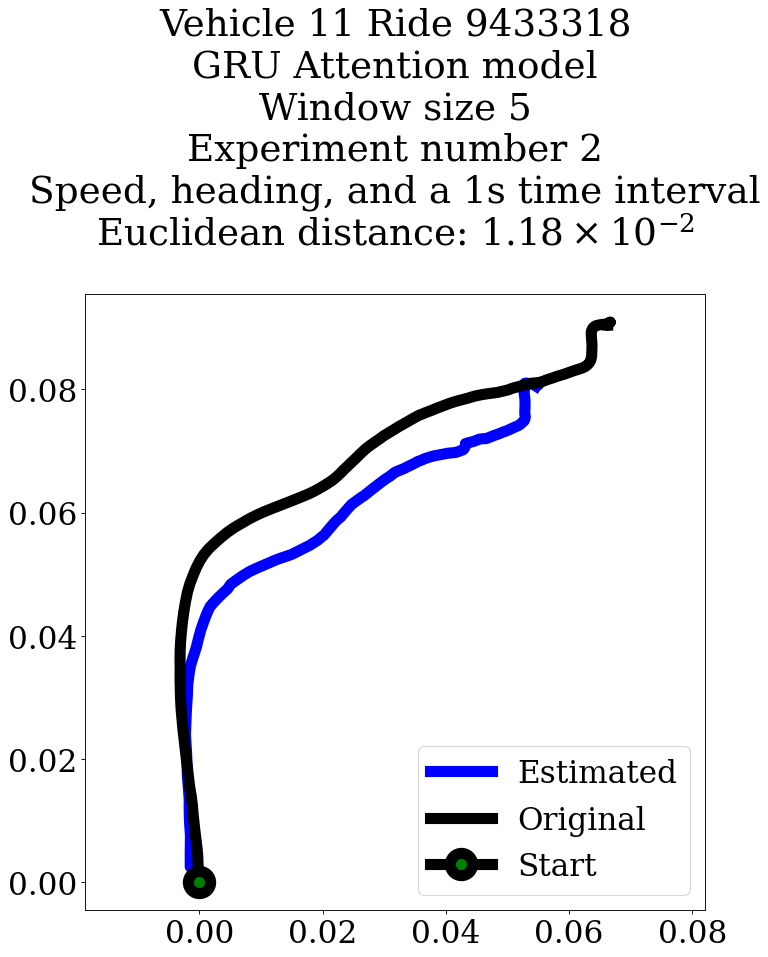 Vehicle 11 Ride 9433318
GRU Attention model
Window size 5
Experiment number 2
Speed, heading, and a 1s time interval
Euclidean distance: 1.18 × 10⁻²
0.08
0.06
0.04
0.02
0.00
Estimated
Original
Start
0.00 0.02 0.04 0.06 0.08